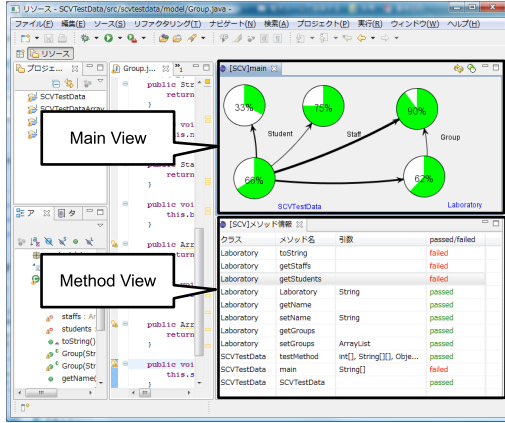 リソース - SCVTestData/src/scvtestdata/model/Group.java -
ファイル(F) 編集(E) ソース(S) リファクタリング(T) ナビゲート(N) 検索(A) プロジェクト(P) 実行(R) ウィンドウ(W) ヘルプ(H)
リソース
プロジェ...
Group.j...
[SCV]main
SCVTestData
SCVTestDataArray
public Str
return
}
Main View
public
return
}
public voi
this.b
}
33%
75%
90%
66%
62%
Student
Staff
Group
SCVTestData
Laboratory
ア
タ
public Arr
Method View
staffs : Ar
students :
toString()
Group(Str
Group(Str
getName(
public Arr
return
}
public voi
this.s
}
[SCV]メソッド情報
クラス メソッド名 引数 passed/failed
Laboratory toString failed
Laboratory getStaffs failed
Laboratory getStudents failed
Laboratory Laboratory String passed
Laboratory getName passed
Laboratory setName String passed
Laboratory getGroups passed
Laboratory setGroups ArrayList passed
SCVTestData testMethod int[], String[][], Obje... passed
SCVTestData main String[] failed
SCVTestData SCVTestData passed